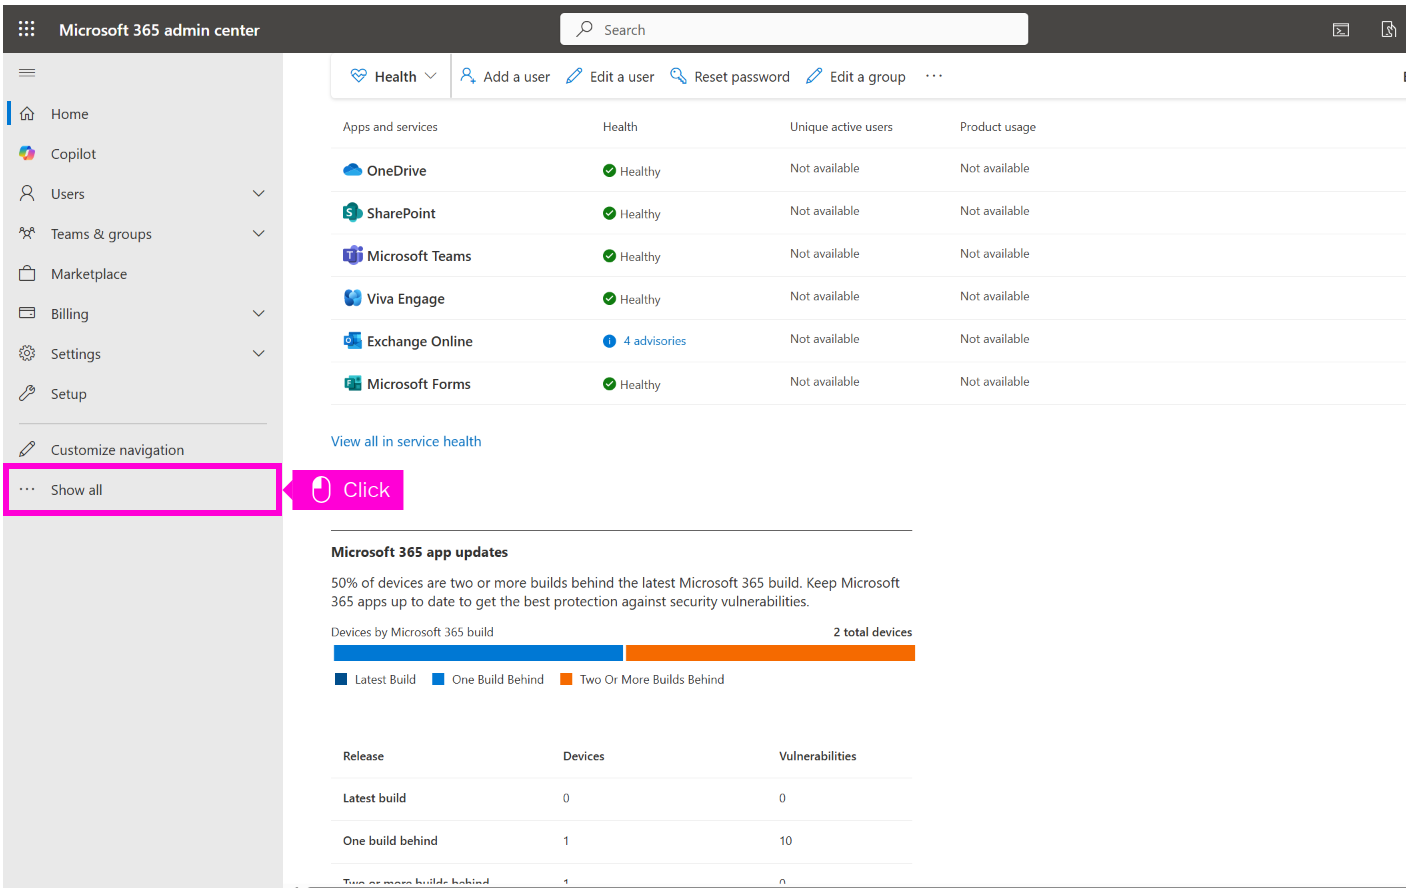 Microsoft 365 admin center
Search
Health
Add a user
Edit a user
Reset password
Edit a group
Home
Copilot
Users
Teams & groups
Marketplace
Billing
Settings
Setup
Customize navigation
Show all
Click
Apps and services Health Unique active users Product usage
OneDrive Healthy Not available Not available
SharePoint Healthy Not available Not available
Microsoft Teams Healthy Not available Not available
Viva Engage Healthy Not available Not available
Exchange Online 4 advisories Not available Not available
Microsoft Forms Healthy Not available Not available
View all in service health
Microsoft 365 app updates
50% of devices are two or more builds behind the latest Microsoft 365 build. Keep Microsoft
365 apps up to date to get the best protection against security vulnerabilities.
Devices by Microsoft 365 build 2 total devices
Latest Build One Build Behind Two Or More Builds Behind
Release Devices Vulnerabilities
Latest build 0 0
One build behind 1 10
Two or more builds behind 1 0